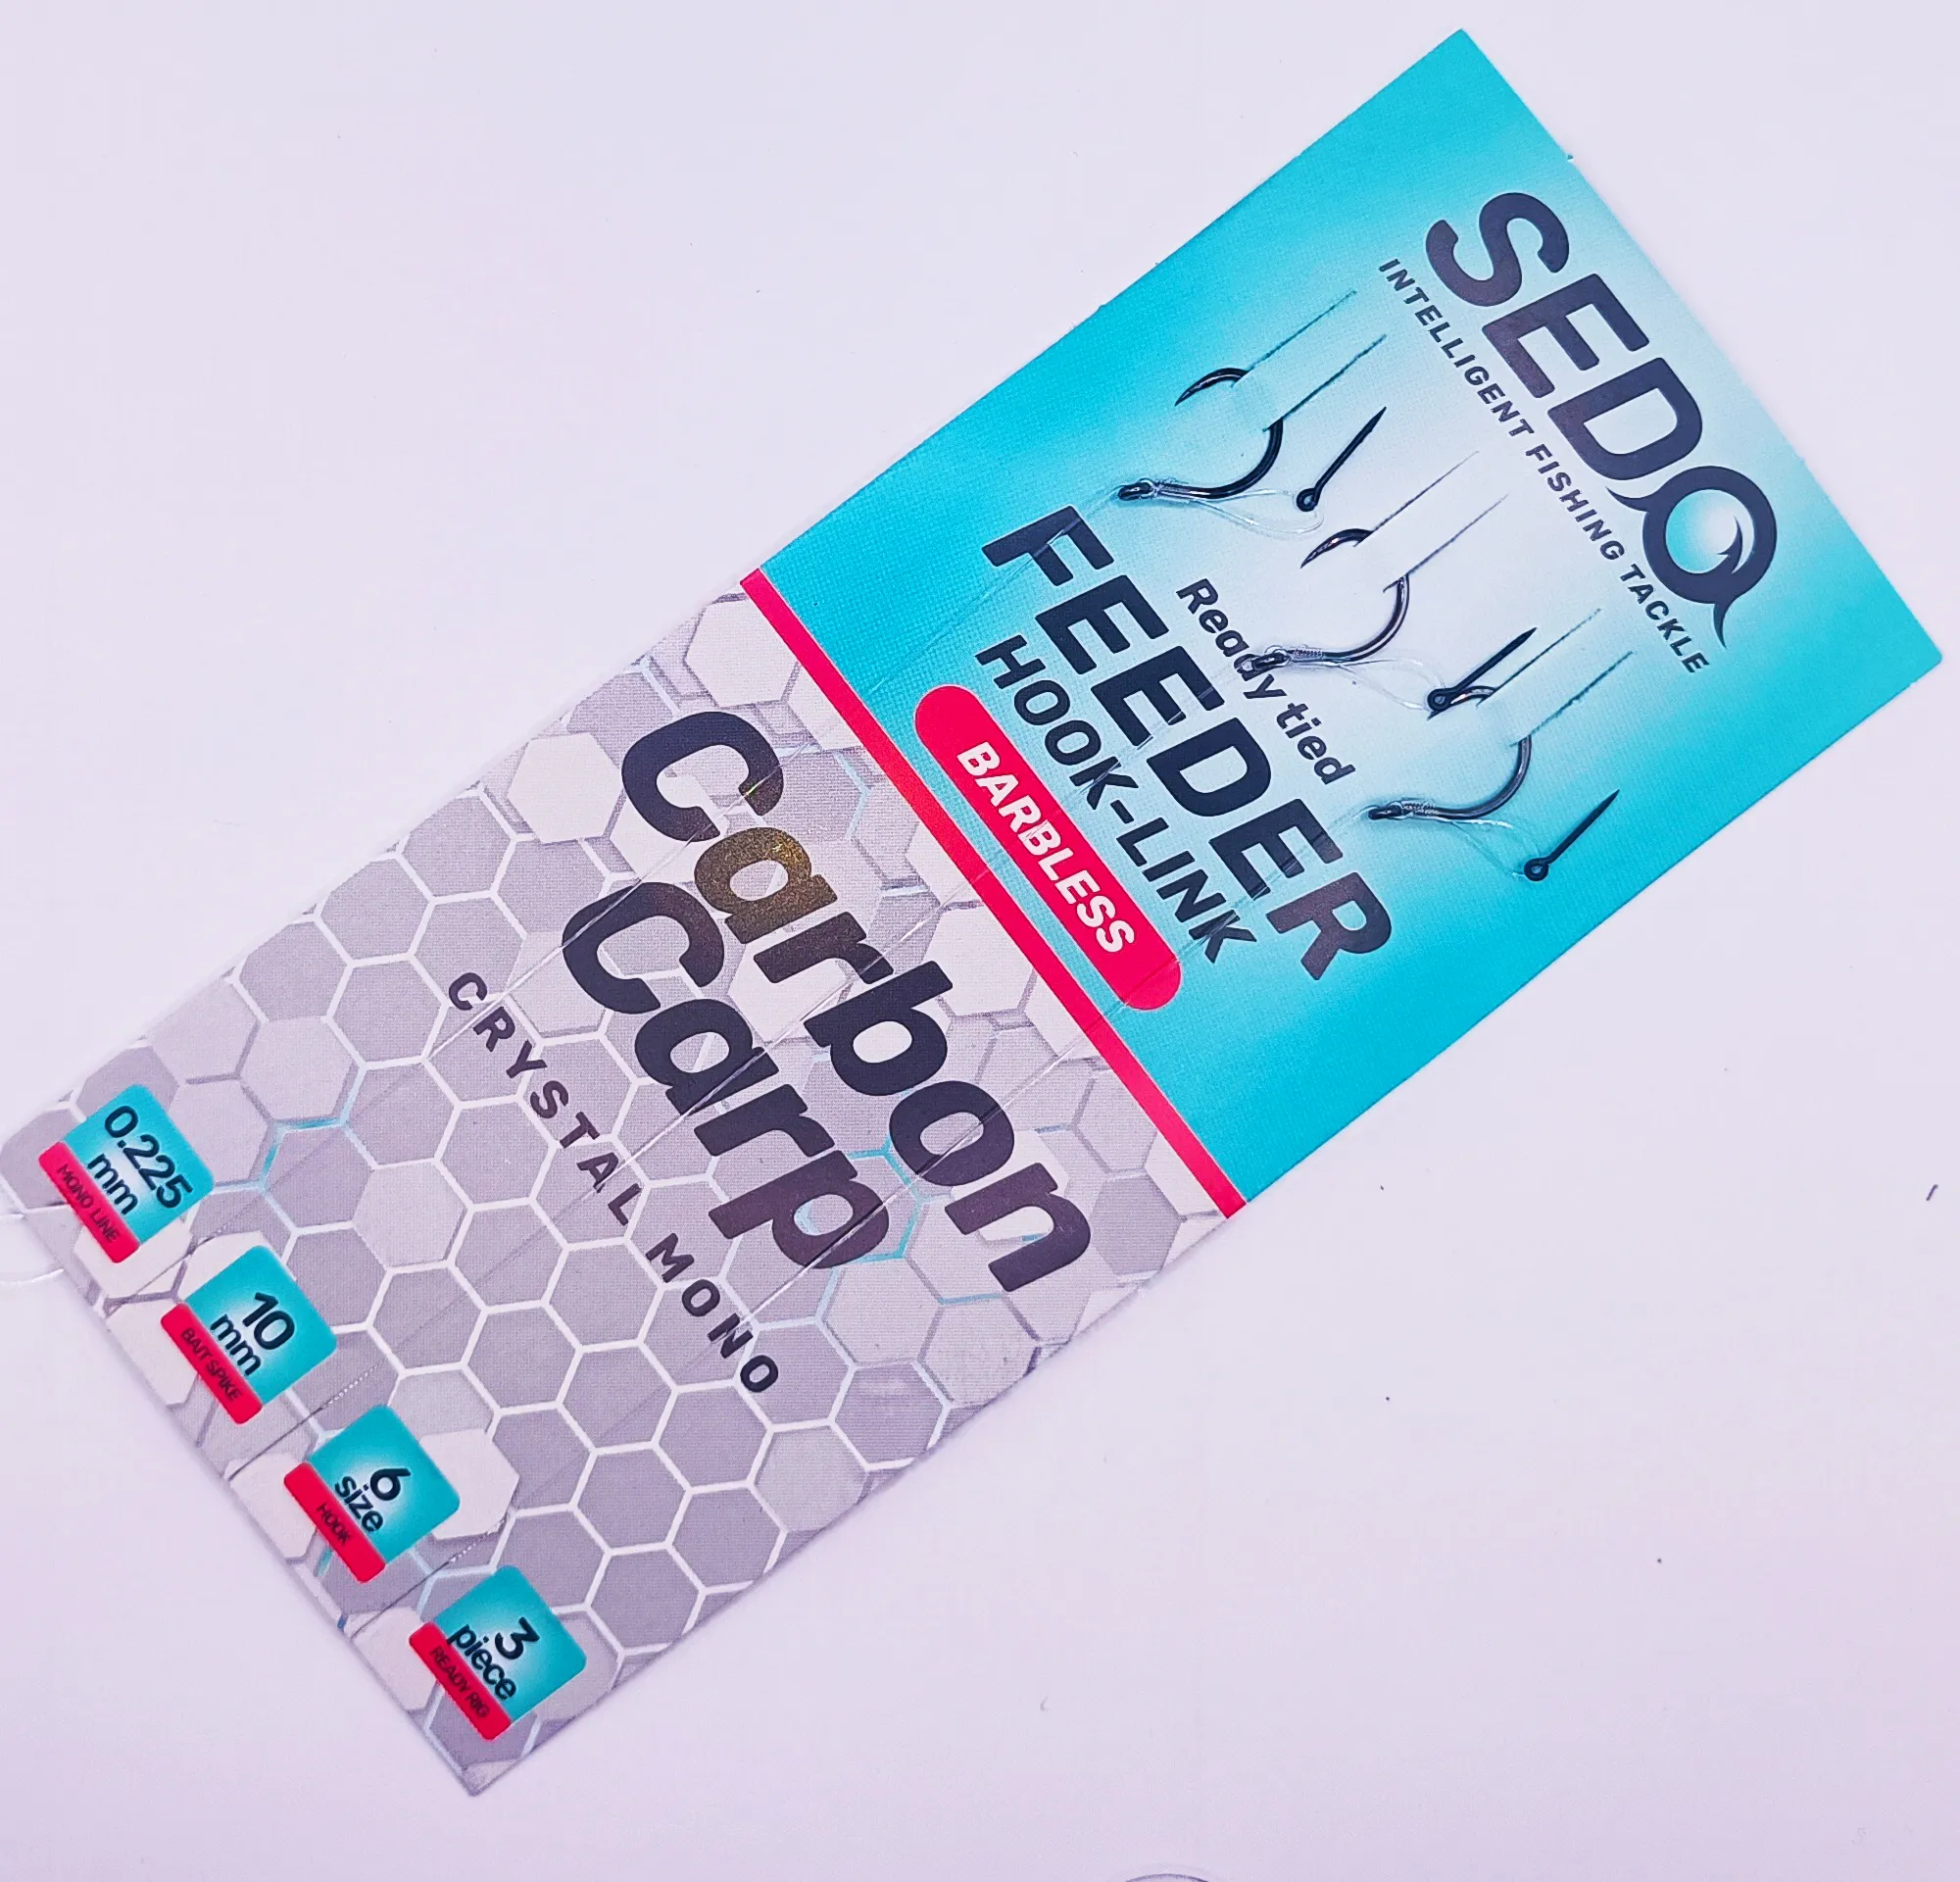 SEDO
INTELLIGENT FISHING TACKLE
Ready tied
FEEDER
HOOK-LINK
BARBLESS
Carbon
Carp
CRYSTAL MONO
0.225
mm
MONO LINE
10
mm
BAIT SPIKE
6
size
HOOK
3
piece
READY RIG